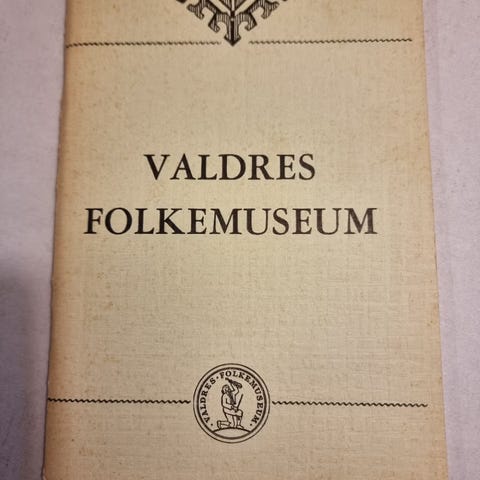 VALDRES
FOLKEMUSEUM
VALDRES · FOLKEMUSEUM ·